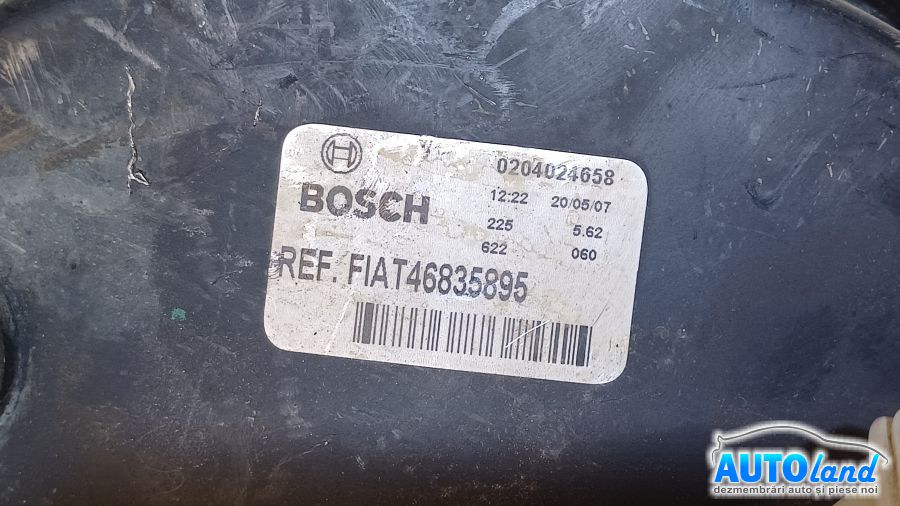 0204024658
BOSCH 12:22 20/05/07
225 5.62
622 060
REF. FIAT46835895
AUTOland
dezmembrări auto și piese noi